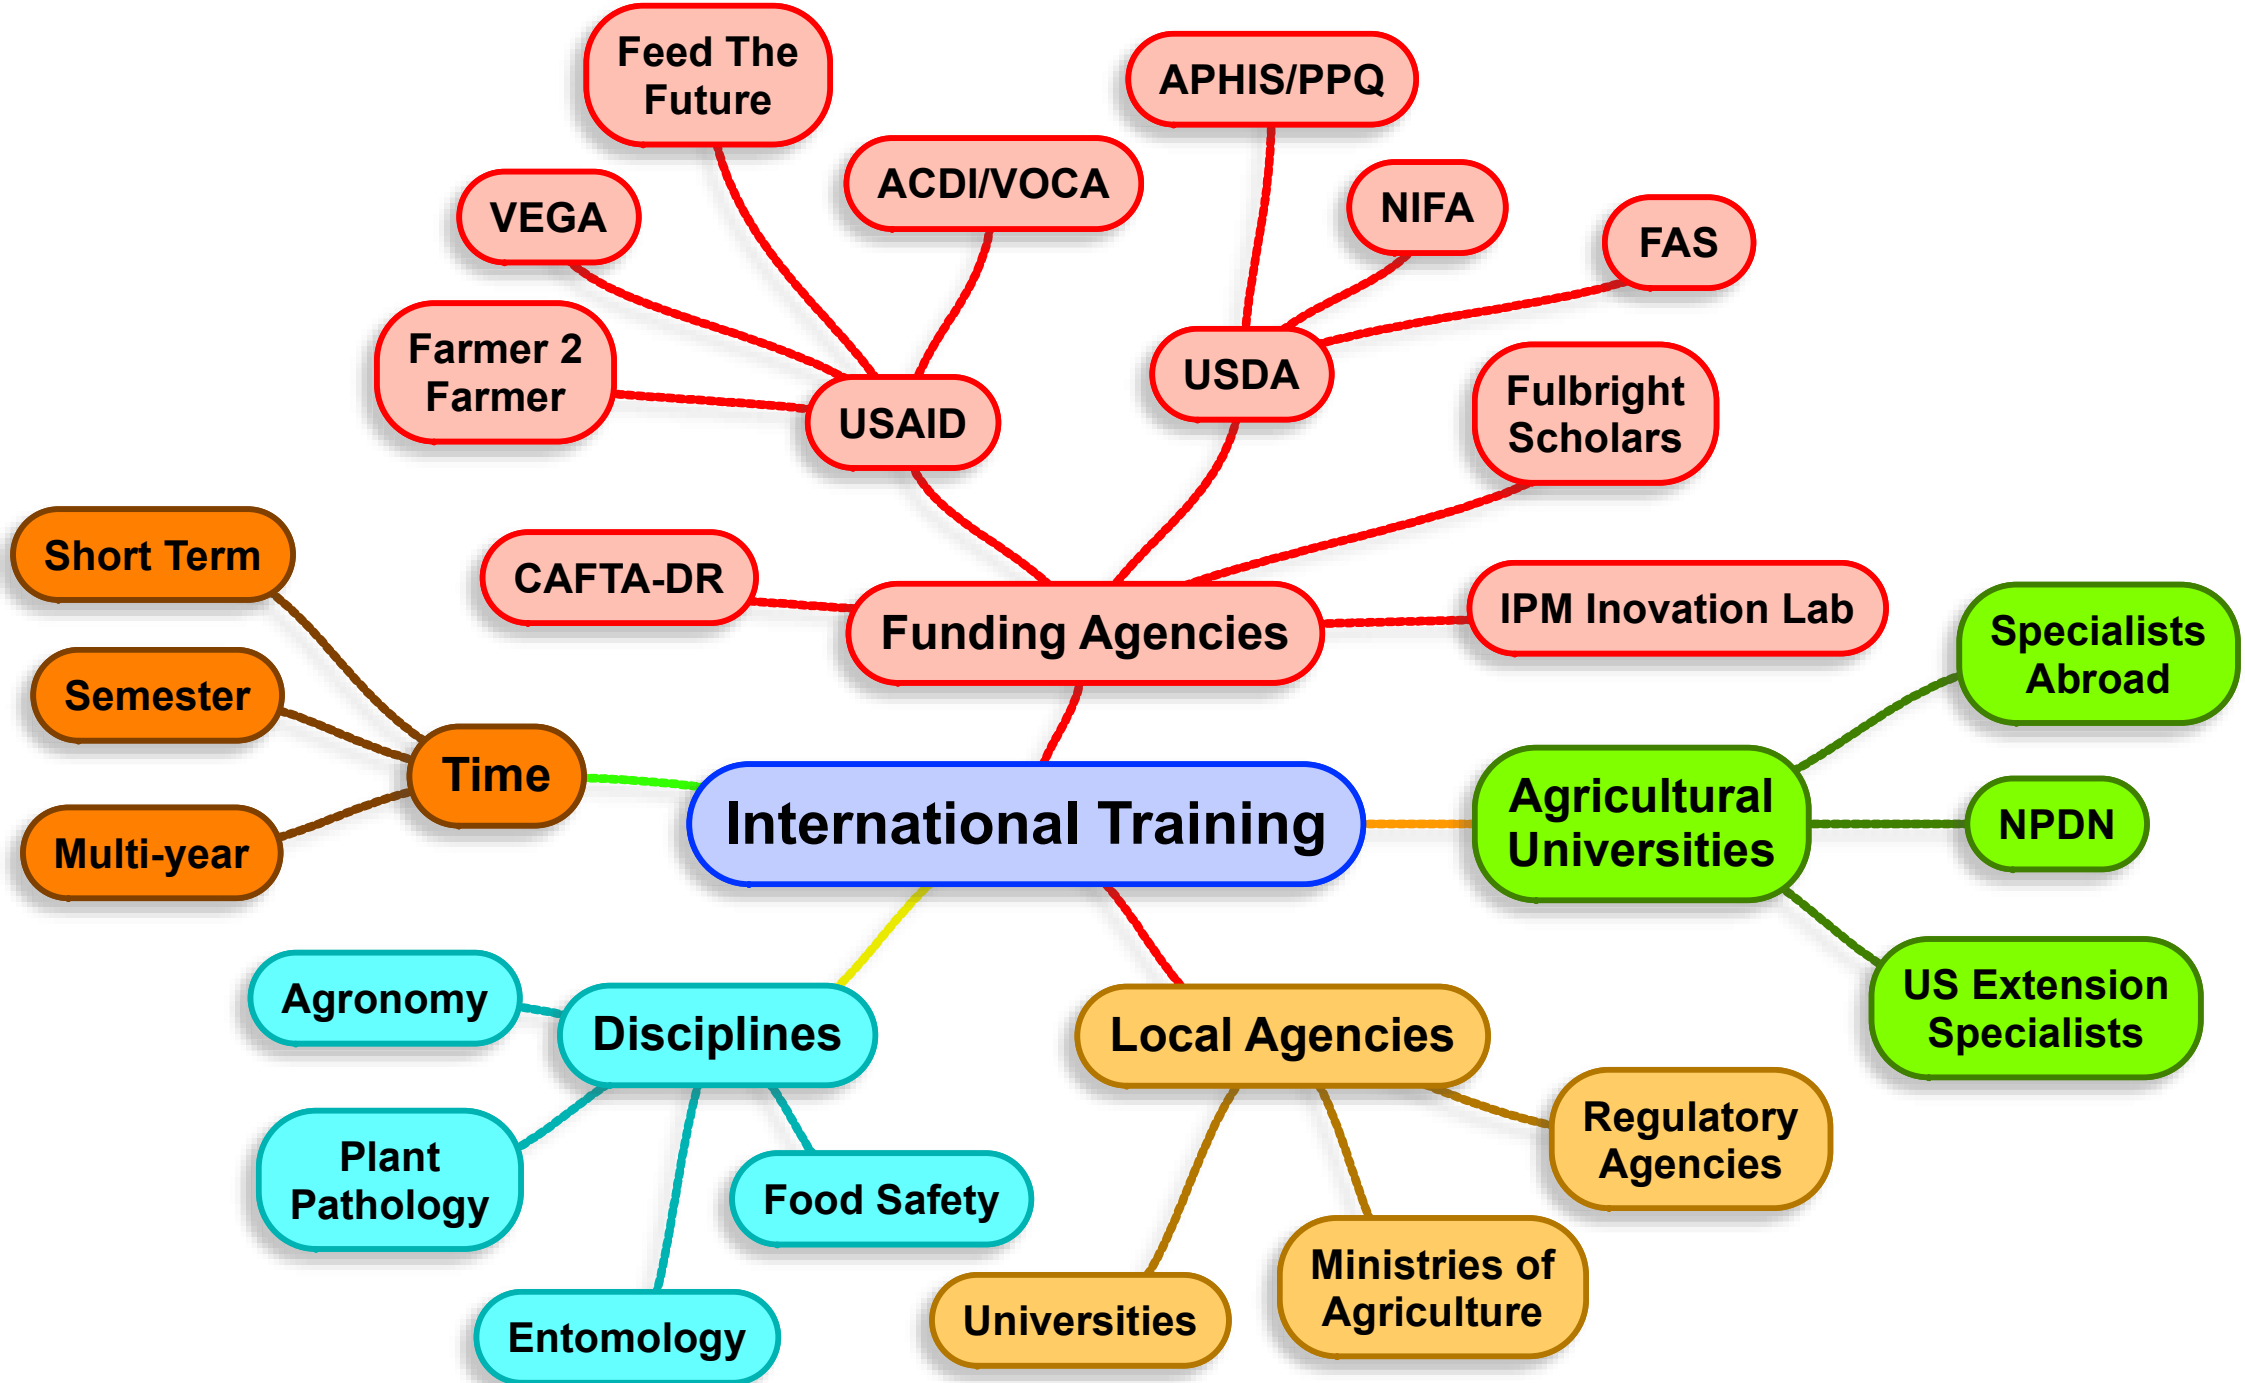 Feed The
Future
APHIS/PPQ
ACDI/VOCA
NIFA
VEGA
FAS
Farmer 2
Farmer
USAID
USDA
Fulbright
Scholars
Short Term
CAFTA-DR
Funding Agencies
IPM Inovation Lab
Specialists
Abroad
Semester
Time
Multi-year
International Training
Agricultural
Universities
NPDN
US Extension
Specialists
Agronomy
Disciplines
Local Agencies
Plant
Pathology
Food Safety
Entomology
Regulatory
Agencies
Ministries of
Agriculture
Universities